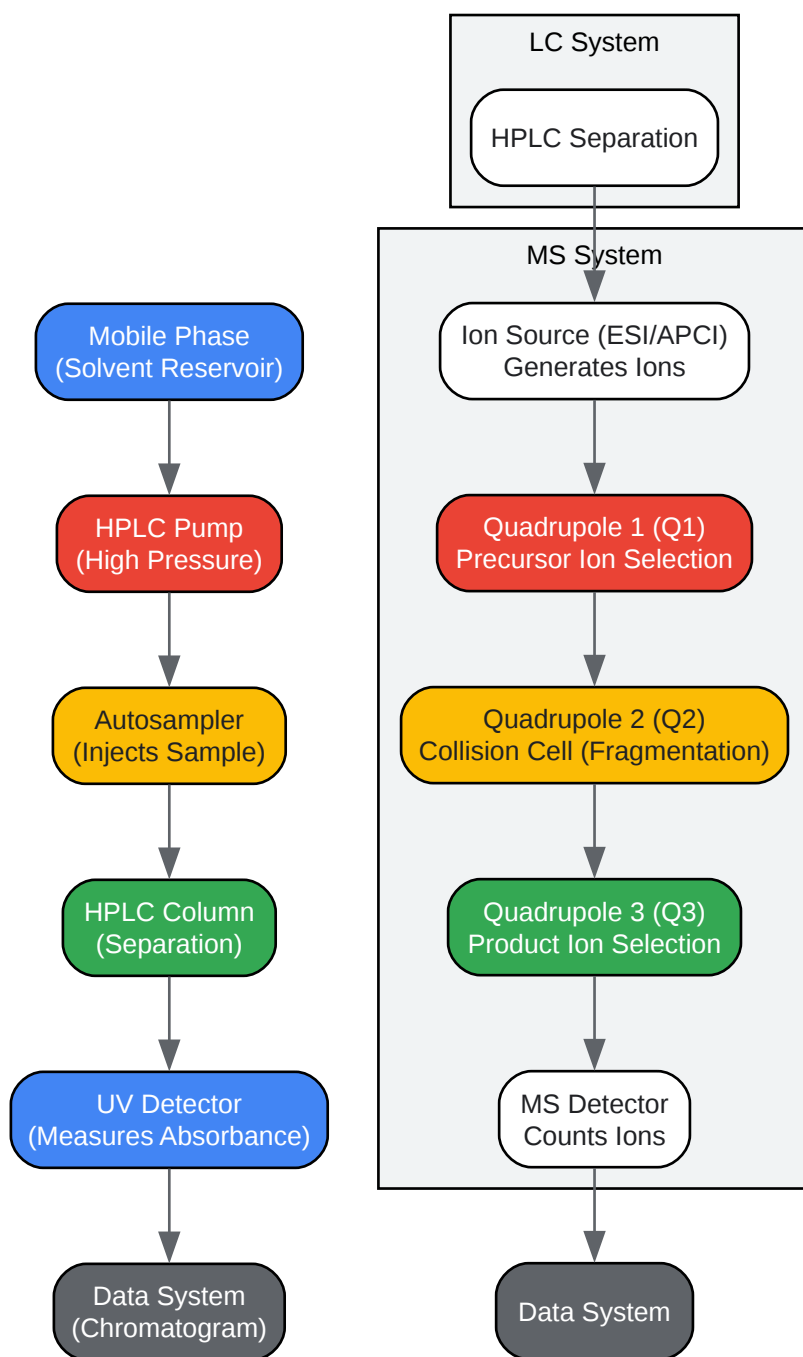 LC System
HPLC Separation
MS System
Mobile Phase
(Solvent Reservoir)
HPLC Pump
(High Pressure)
Autosampler
(Injects Sample)
HPLC Column
(Separation)
UV Detector
(Measures Absorbance)
Data System
(Chromatogram)
Ion Source (ESI/APCI)
Generates Ions
Quadrupole 1 (Q1)
Precursor Ion Selection
Quadrupole 2 (Q2)
Collision Cell (Fragmentation)
Quadrupole 3 (Q3)
Product Ion Selection
MS Detector
Counts Ions
Data System